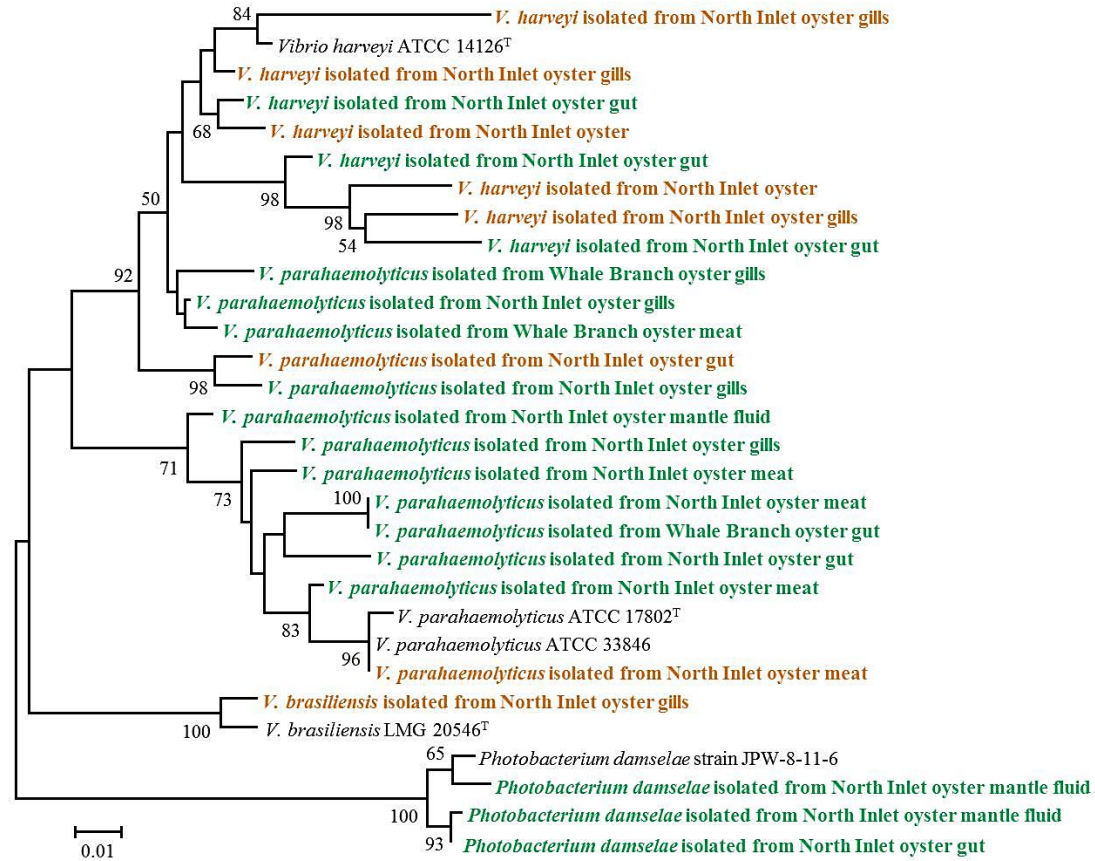 84
V. harveyi isolated from North Inlet oyster gills
Vibrio harveyi ATCC 14126ᵀ
V. harveyi isolated from North Inlet oyster gills
V. harveyi isolated from North Inlet oyster gut
68
V. harveyi isolated from North Inlet oyster
V. harveyi isolated from North Inlet oyster gut
98
V. harveyi isolated from North Inlet oyster
50
98
V. harveyi isolated from North Inlet oyster gills
54
V. harveyi isolated from North Inlet oyster gut
92
V. parahaemolyticus isolated from Whale Branch oyster gills
V. parahaemolyticus isolated from North Inlet oyster gills
V. parahaemolyticus isolated from Whale Branch oyster meat
V. parahaemolyticus isolated from North Inlet oyster gut
98
V. parahaemolyticus isolated from North Inlet oyster gills
V. parahaemolyticus isolated from North Inlet oyster mantle fluid
71
V. parahaemolyticus isolated from North Inlet oyster gills
V. parahaemolyticus isolated from North Inlet oyster meat
73
100
V. parahaemolyticus isolated from North Inlet oyster meat
V. parahaemolyticus isolated from Whale Branch oyster gut
V. parahaemolyticus isolated from North Inlet oyster gut
V. parahaemolyticus isolated from North Inlet oyster meat
83
V. parahaemolyticus ATCC 17802ᵀ
V. parahaemolyticus ATCC 33846
96
V. parahaemolyticus isolated from North Inlet oyster meat
V. brasiliensis isolated from North Inlet oyster gills
100
V. brasiliensis LMG 20546ᵀ
65
Photobacterium damselae strain JPW-8-11-6
Photobacterium damselae isolated from North Inlet oyster mantle fluid
100
Photobacterium damselae isolated from North Inlet oyster mantle fluid
93
Photobacterium damselae isolated from North Inlet oyster gut
0.01